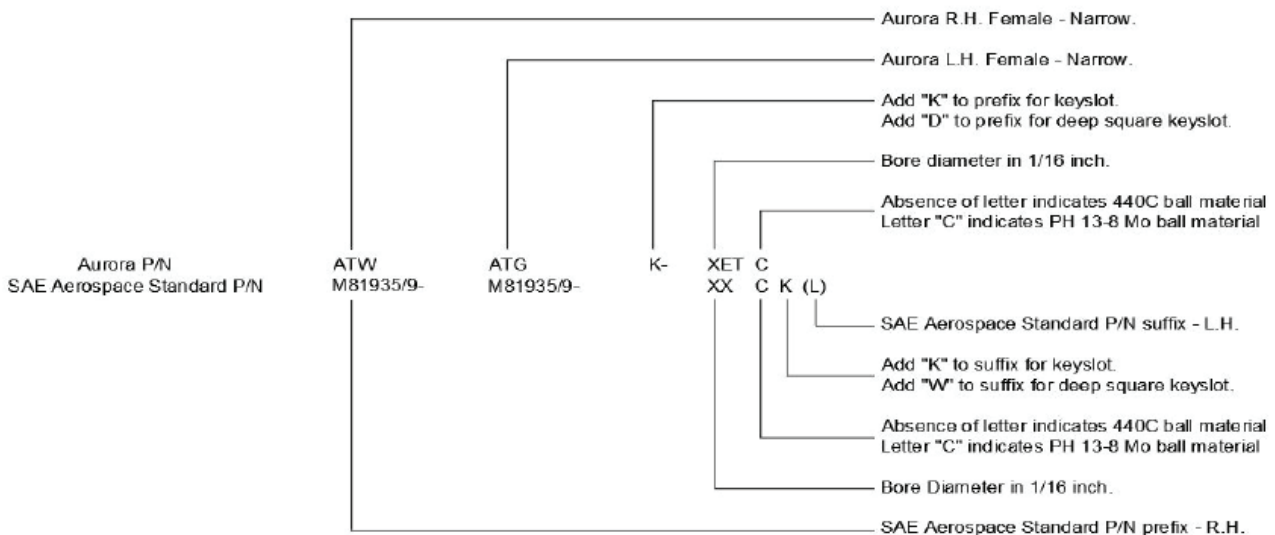 Aurora R.H. Female - Narrow.
Aurora L.H. Female - Narrow.
Add "K" to prefix for keyslot.
Add "D" to prefix for deep square keyslot.
Bore diameter in 1/16 inch.
Absence of letter indicates 440C ball material
Letter "C" indicates PH 13-8 Mo ball material
Aurora P/N ATW ATG K- XET C
SAE Aerospace Standard P/N M81935/9- M81935/9- XX C K (L)
SAE Aerospace Standard P/N suffix - L.H.
Add "K" to suffix for keyslot.
Add "W" to suffix for deep square keyslot.
Absence of letter indicates 440C ball material
Letter "C" indicates PH 13-8 Mo ball material
Bore Diameter in 1/16 inch.
SAE Aerospace Standard P/N prefix - R.H.